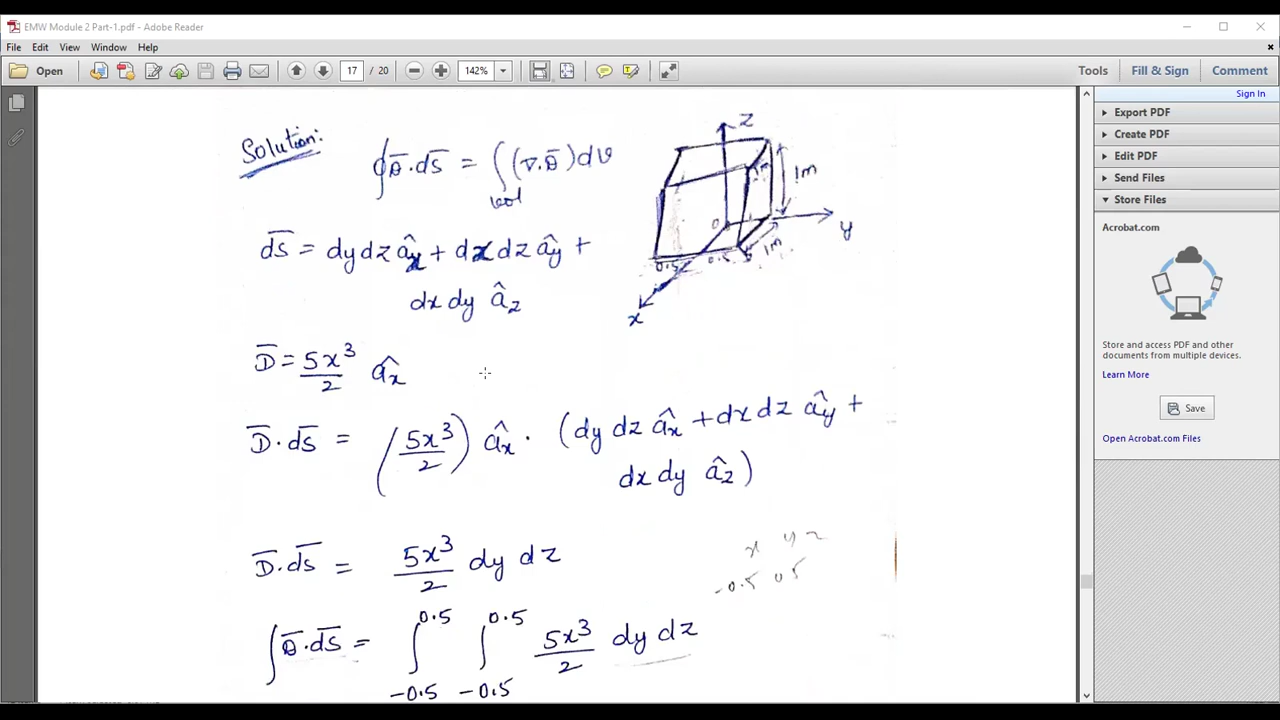 EMW Module 2 Part-1.pdf - Adobe Reader
File Edit View Window Help
Open 17 / 20 142% Tools Fill & Sign Comment
Sign In
Export PDF
Create PDF
Edit PDF
Send Files
Store Files
Acrobat.com
Store and access PDF and other
documents from multiple devices.
Learn More
Save
Open Acrobat.com Files
Solution:
∮ D̅·dS̅ = ∫vol (∇·D̅) dv
z
1m
y
0
1m
0.5
0.5
x
dS̅ = dy dz âx + dx dz ây +
dx dy âz
D̅ = 5x³/2 âx
D̅·dS̅ = (5x³/2) âx · (dy dz âx + dx dz ây +
dx dy âz)
D̅·dS̅ = 5x³/2 dy dz
x y z
-0.5 0.5
∫ D̅·dS̅ = ∫_{-0.5}^{0.5} ∫_{-0.5}^{0.5} 5x³/2 dy dz